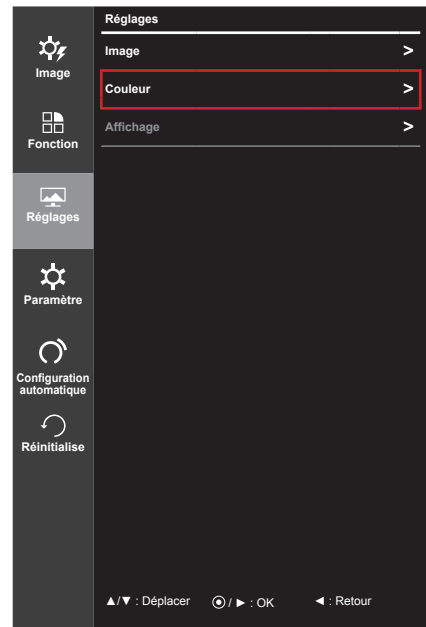 Réglages
Image >
Couleur >
Affichage >
Image
Fonction
Réglages
Paramètre
Configuration
automatique
Réinitialise
▲/▼ : Déplacer ⦿ / ► : OK ◄ : Retour